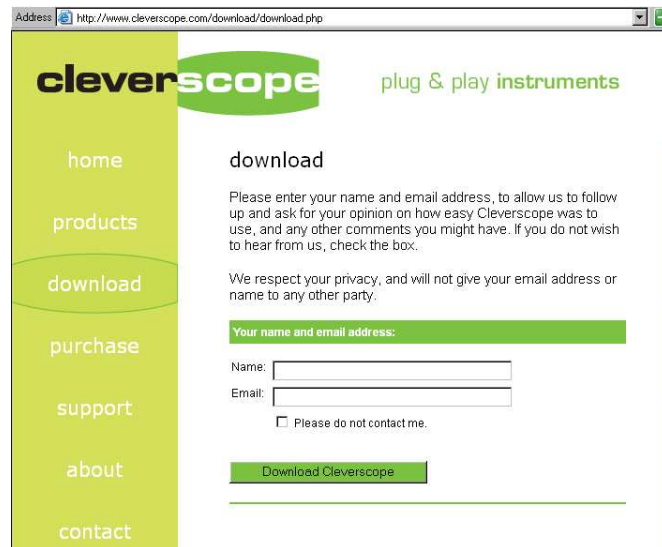 Address http://www.cleverscope.com/download/download.php
cleverscope
plug & play instruments
home
products
download
purchase
support
about
contact
download
Please enter your name and email address, to allow us to follow
up and ask for your opinion on how easy Cleverscope was to
use, and any other comments you might have. If you do not wish
to hear from us, check the box.
We respect your privacy, and will not give your email address or
name to any other party.
Your name and email address:
Name:
Email:
Please do not contact me.
Download Cleverscope